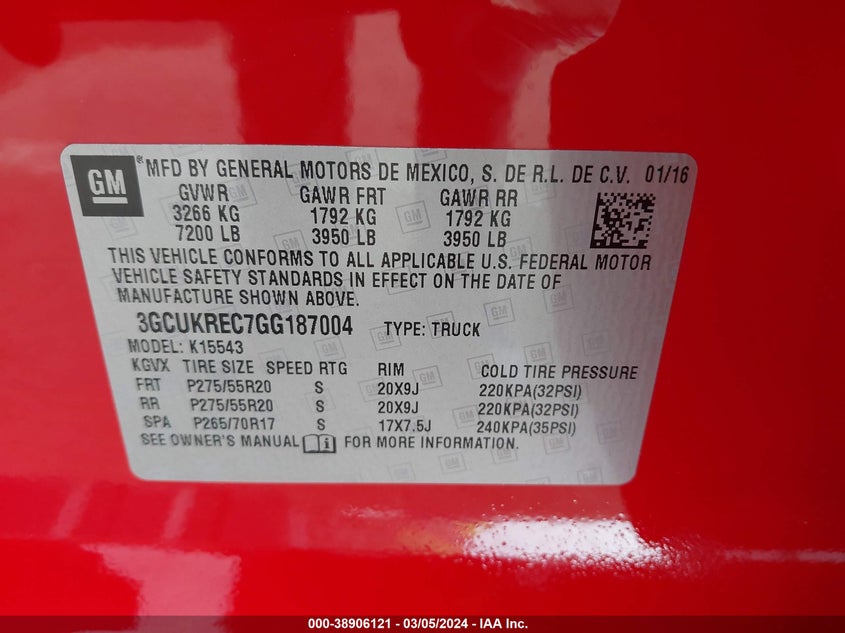 GM ® MFD BY GENERAL MOTORS DE MEXICO, S. DE R.L. DE C.V. 01/16
GVWR GAWR FRT GAWR RR
3266 KG 1792 KG 1792 KG
7200 LB 3950 LB 3950 LB
THIS VEHICLE CONFORMS TO ALL APPLICABLE U.S. FEDERAL MOTOR
VEHICLE SAFETY STANDARDS IN EFFECT ON THE DATE OF
MANUFACTURE SHOWN ABOVE.
3GCUKREC7GG187004 TYPE: TRUCK
MODEL: K15543
KGVX TIRE SIZE SPEED RTG RIM COLD TIRE PRESSURE
FRT P275/55R20 S 20X9J 220KPA(32PSI)
RR P275/55R20 S 20X9J 220KPA(32PSI)
SPA P265/70R17 S 17X7.5J 240KPA(35PSI)
SEE OWNER'S MANUAL i FOR MORE INFORMATION.
000-38906121 - 03/05/2024 - IAA Inc.